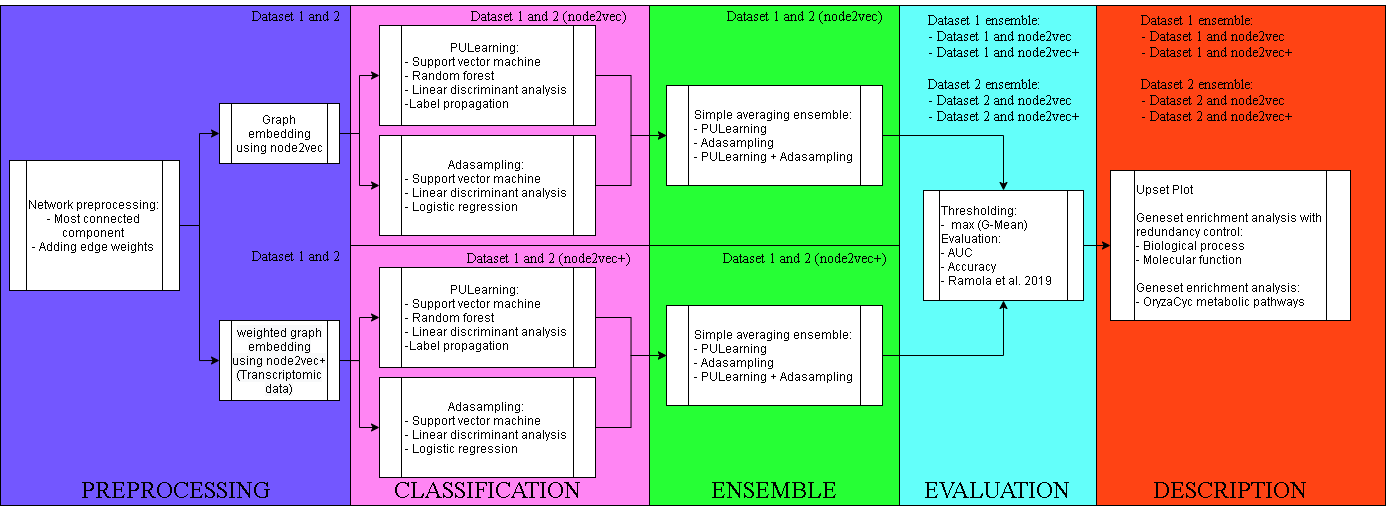 Dataset 1 and 2
Network preprocessing:
- Most connected
component
- Adding edge weights
Graph
embedding
using node2vec
Dataset 1 and 2
weighted graph
embedding
using node2vec+
(Transcriptomic
data)
PREPROCESSING
Dataset 1 and 2 (node2vec)
PULearning:
- Support vector machine
- Random forest
- Linear discriminant analysis
-Label propagation
Adasampling:
- Support vector machine
- Linear discriminant analysis
- Logistic regression
Dataset 1 and 2 (node2vec+)
PULearning:
- Support vector machine
- Random forest
- Linear discriminant analysis
-Label propagation
Adasampling:
- Support vector machine
- Linear discriminant analysis
- Logistic regression
CLASSIFICATION
Dataset 1 and 2 (node2vec)
Simple averaging ensemble:
- PULearning
- Adasampling
- PULearning + Adasampling
Dataset 1 and 2 (node2vec+)
Simple averaging ensemble:
- PULearning
- Adasampling
- PULearning + Adasampling
ENSEMBLE
Dataset 1 ensemble:
- Dataset 1 and node2vec
- Dataset 1 and node2vec+
Dataset 2 ensemble:
- Dataset 2 and node2vec
- Dataset 2 and node2vec+
Thresholding:
- max (G-Mean)
Evaluation:
- AUC
- Accuracy
- Ramola et al. 2019
EVALUATION
Dataset 1 ensemble:
- Dataset 1 and node2vec
- Dataset 1 and node2vec+
Dataset 2 ensemble:
- Dataset 2 and node2vec
- Dataset 2 and node2vec+
Upset Plot
Geneset enrichment analysis with
redundancy control:
- Biological process
- Molecular function
Geneset enrichment analysis:
- OryzaCyc metabolic pathways
DESCRIPTION